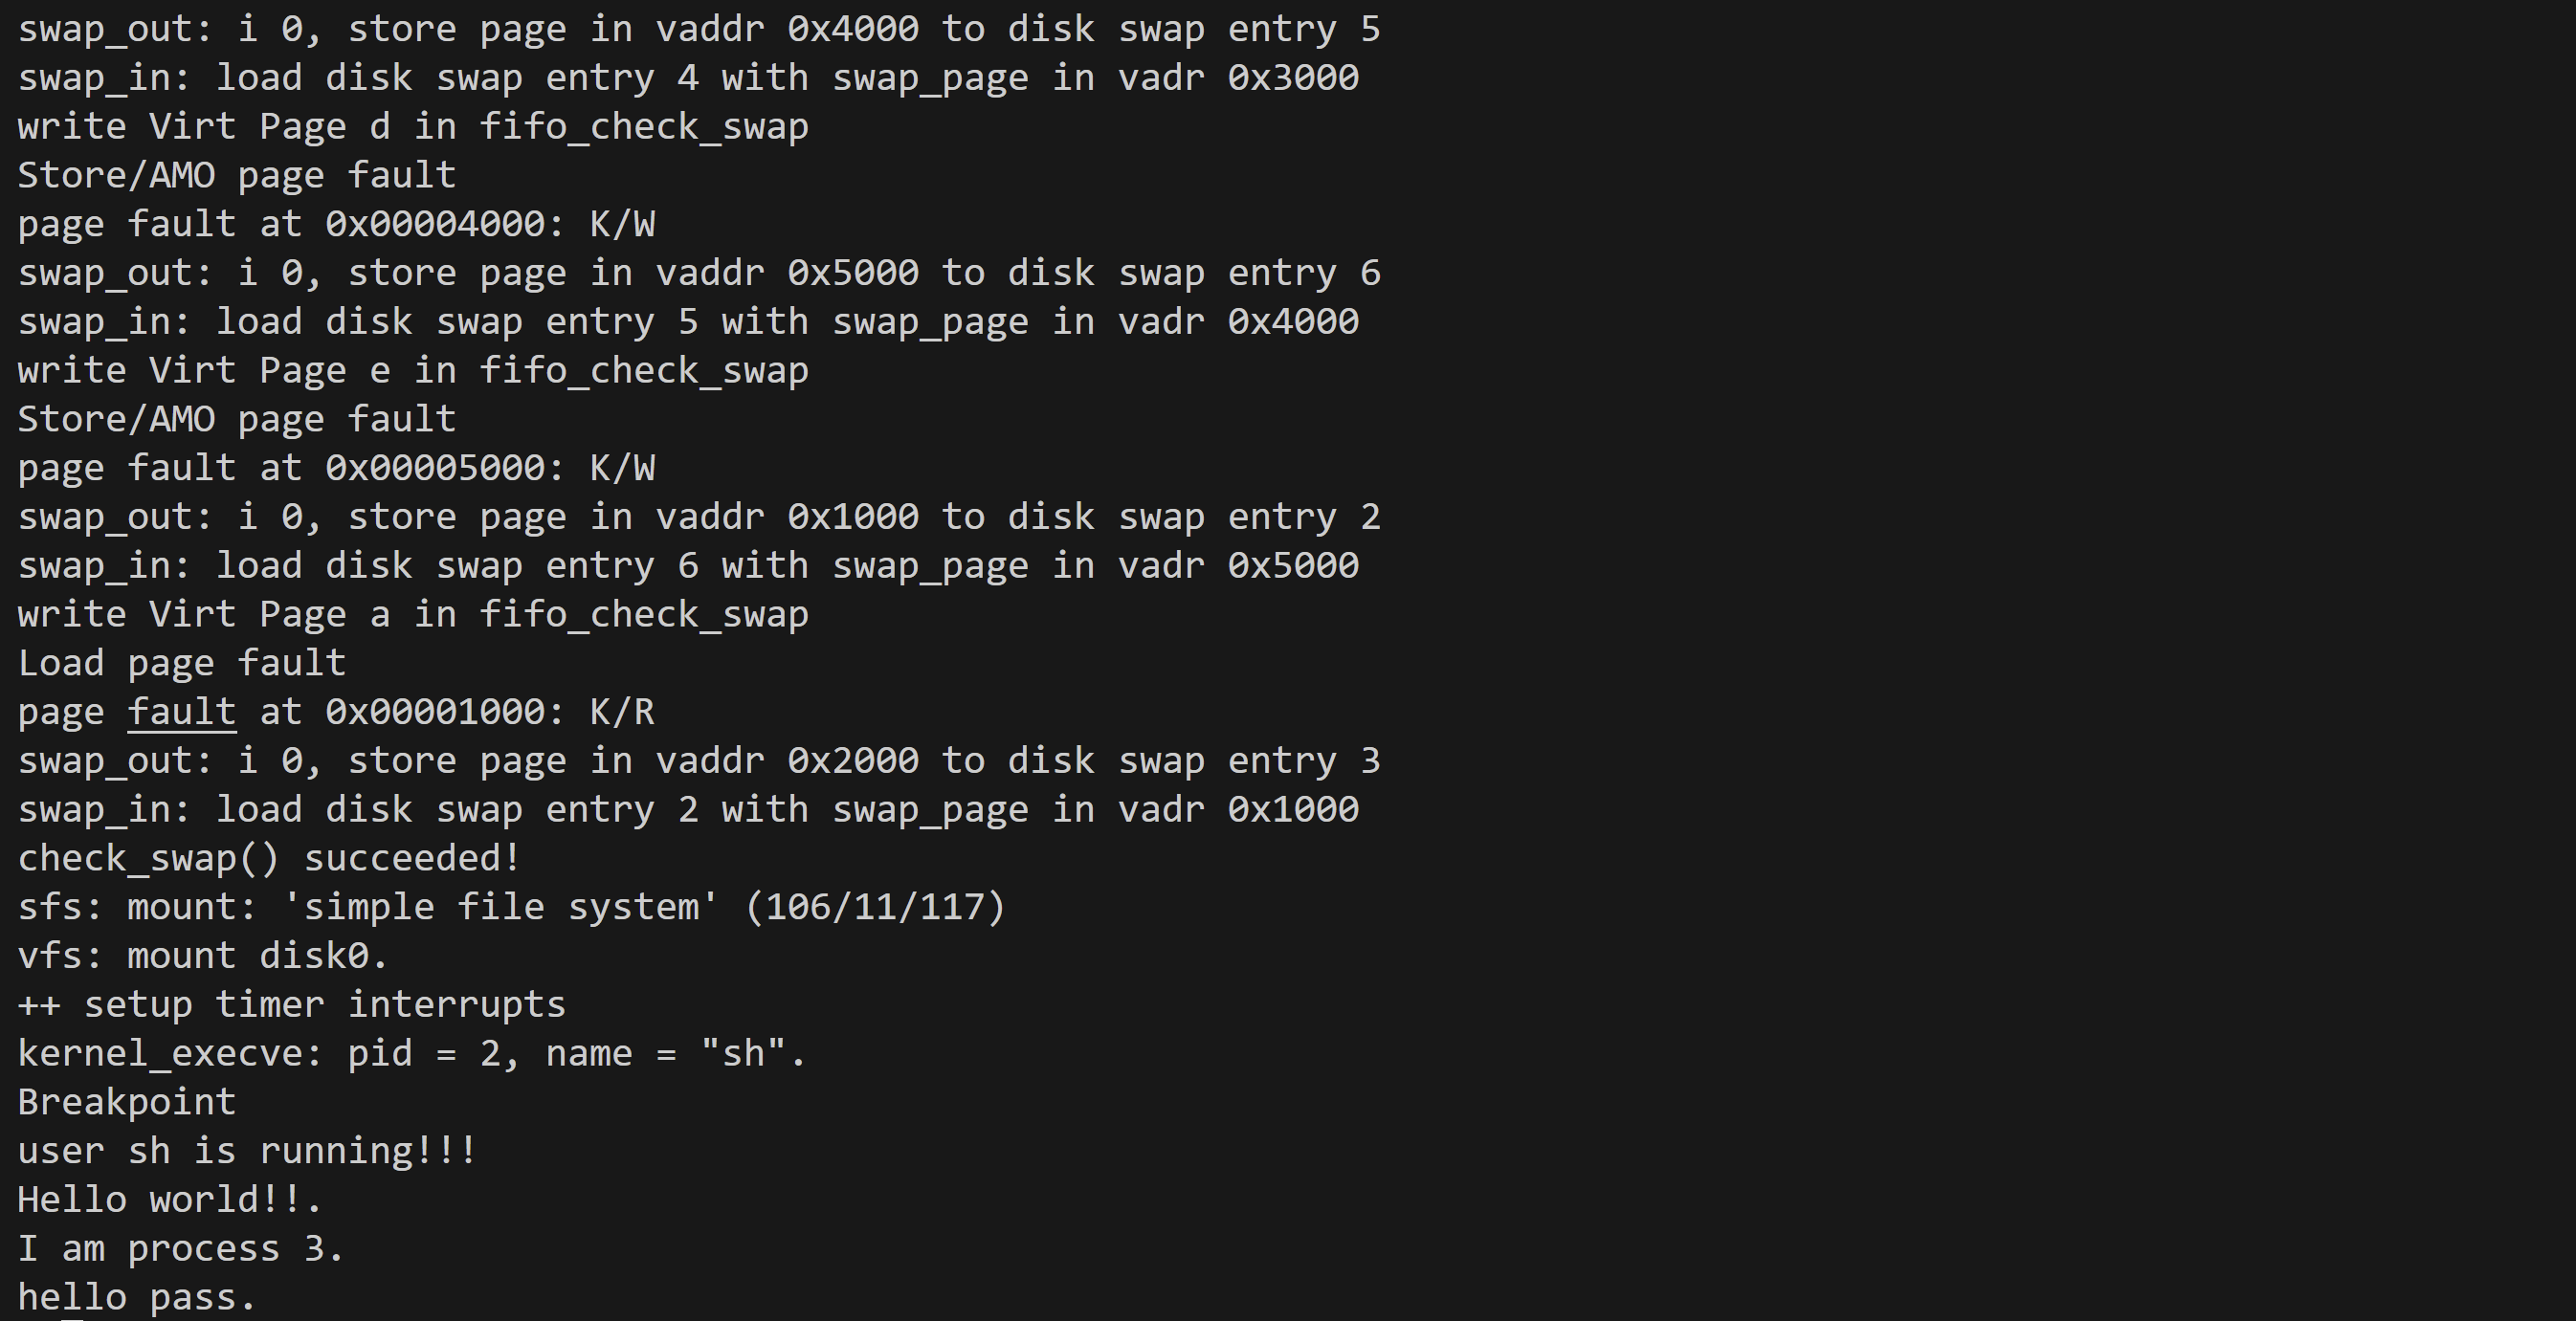 swap_out: i 0, store page in vaddr 0x4000 to disk swap entry 5
swap_in: load disk swap entry 4 with swap_page in vadr 0x3000
write Virt Page d in fifo_check_swap
Store/AMO page fault
page fault at 0x00004000: K/W
swap_out: i 0, store page in vaddr 0x5000 to disk swap entry 6
swap_in: load disk swap entry 5 with swap_page in vadr 0x4000
write Virt Page e in fifo_check_swap
Store/AMO page fault
page fault at 0x00005000: K/W
swap_out: i 0, store page in vaddr 0x1000 to disk swap entry 2
swap_in: load disk swap entry 6 with swap_page in vadr 0x5000
write Virt Page a in fifo_check_swap
Load page fault
page fault at 0x00001000: K/R
swap_out: i 0, store page in vaddr 0x2000 to disk swap entry 3
swap_in: load disk swap entry 2 with swap_page in vadr 0x1000
check_swap() succeeded!
sfs: mount: 'simple file system' (106/11/117)
vfs: mount disk0.
++ setup timer interrupts
kernel_execve: pid = 2, name = "sh".
Breakpoint
user sh is running!!!
Hello world!!.
I am process 3.
hello pass.